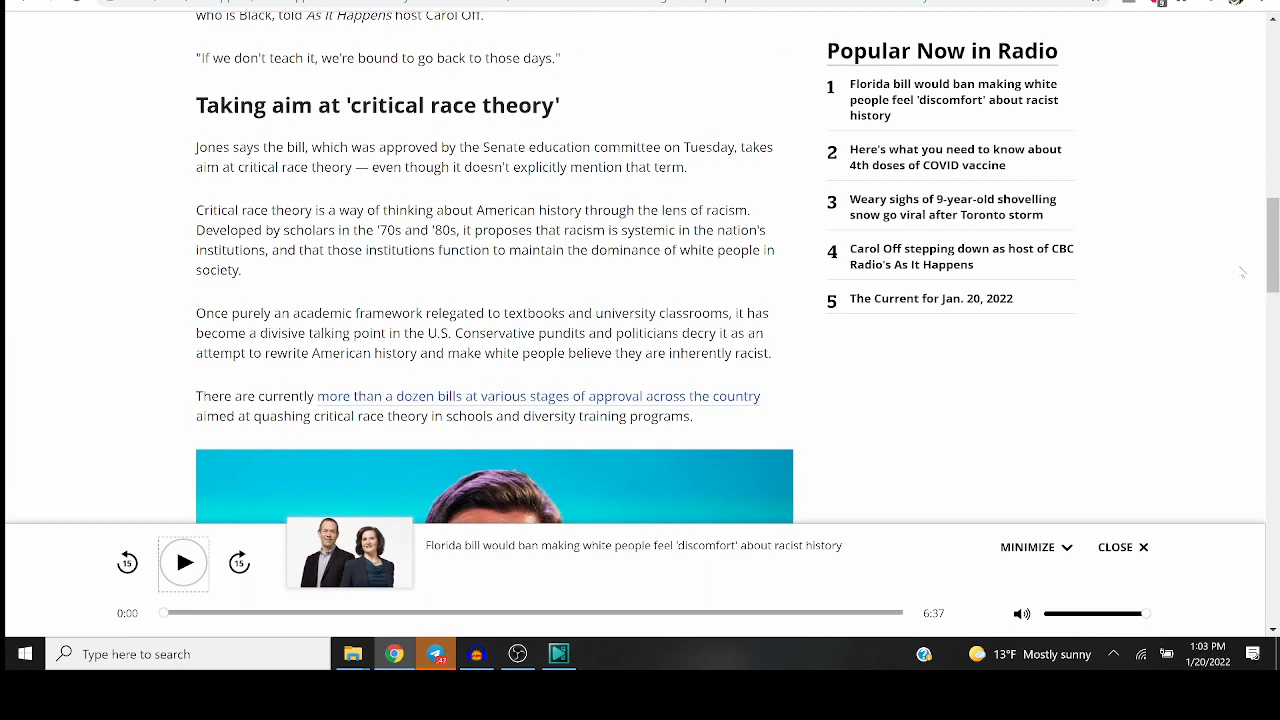 who is Black, told As It Happens host Carol Off.
"If we don't teach it, we're bound to go back to those days."
Taking aim at 'critical race theory'
Jones says the bill, which was approved by the Senate education committee on Tuesday, takes
aim at critical race theory — even though it doesn't explicitly mention that term.
Critical race theory is a way of thinking about American history through the lens of racism.
Developed by scholars in the '70s and '80s, it proposes that racism is systemic in the nation's
institutions, and that those institutions function to maintain the dominance of white people in
society.
Once purely an academic framework relegated to textbooks and university classrooms, it has
become a divisive talking point in the U.S. Conservative pundits and politicians decry it as an
attempt to rewrite American history and make white people believe they are inherently racist.
There are currently more than a dozen bills at various stages of approval across the country
aimed at quashing critical race theory in schools and diversity training programs.
Popular Now in Radio
1 Florida bill would ban making white
people feel 'discomfort' about racist
history
2 Here's what you need to know about
4th doses of COVID vaccine
3 Weary sighs of 9-year-old shovelling
snow go viral after Toronto storm
4 Carol Off stepping down as host of CBC
Radio's As It Happens
5 The Current for Jan. 20, 2022
15
15
Florida bill would ban making white people feel 'discomfort' about racist history
MINIMIZE
CLOSE
0:00
6:37
Type here to search
13°F Mostly sunny
1:03 PM
1/20/2022